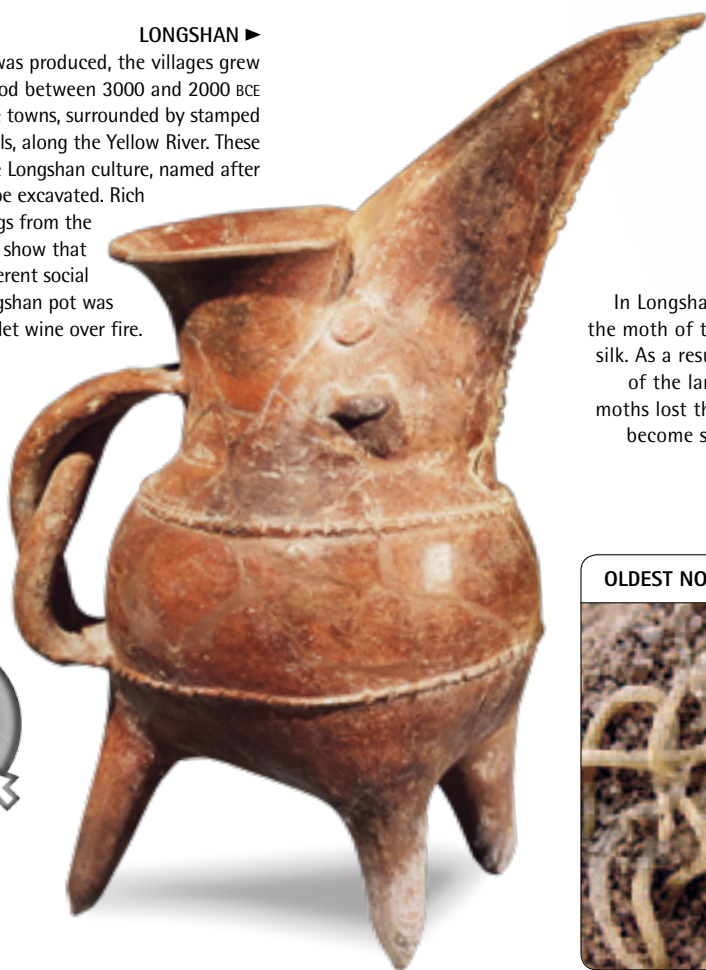 LONGSHAN ►
was produced, the villages grew
od between 3000 and 2000 BCE
e towns, surrounded by stamped
ls, along the Yellow River. These
e Longshan culture, named after
be excavated. Rich
gs from the
show that
erent social
gshan pot was
let wine over fire.
In Longsha
the moth of t
silk. As a resu
of the lar
moths lost th
become s
OLDEST NO